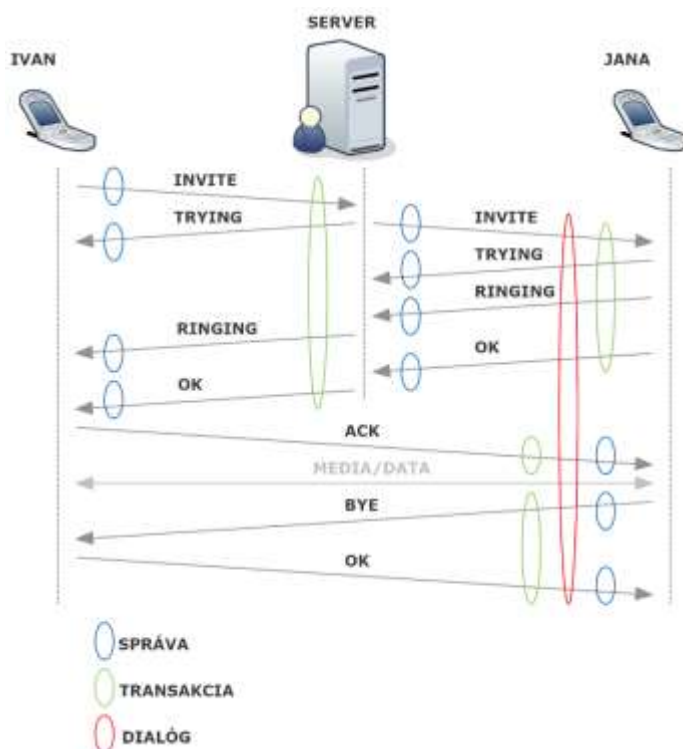 SERVER
IVAN
JANA
INVITE
TRYING
INVITE
TRYING
RINGING
RINGING
OK
OK
ACK
MEDIA/DATA
BYE
OK
SPRÁVA
TRANSAKCIA
DIALÓG